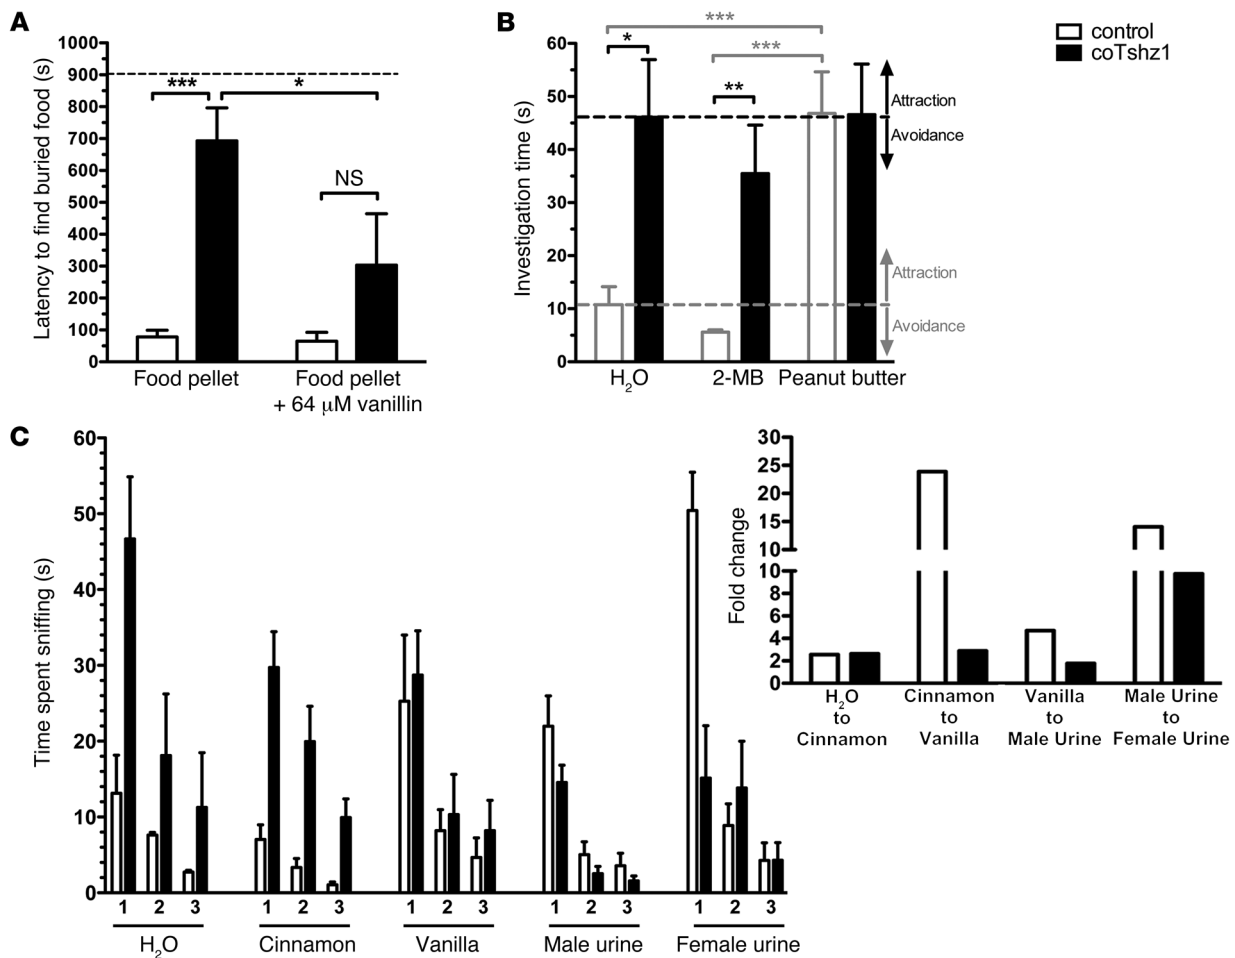 A
B
control
coTshz1
Latency to find buried food (s)
1000
900
800
700
600
500
400
300
200
100
0
***
*
NS
Food pellet
Food pellet
+ 64 µM vanillin
Investigation time (s)
60
50
40
30
20
10
0
***
*
***
**
Attraction
Avoidance
Attraction
Avoidance
H2O
2-MB
Peanut butter
C
Time spent sniffing (s)
60
50
40
30
20
10
0
1 2 3
1 2 3
1 2 3
1 2 3
1 2 3
H2O
Cinnamon
Vanilla
Male urine
Female urine
Fold change
30
25
20
15
10
10
8
6
4
2
0
H2O
to
Cinnamon
Cinnamon
to
Vanilla
Vanilla
to
Male Urine
Male Urine
to
Female Urine